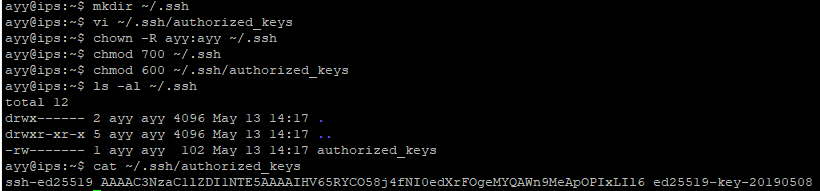 ayy@ips:~$ mkdir ~/.ssh
ayy@ips:~$ vi ~/.ssh/authorized_keys
ayy@ips:~$ chown -R ayy:ayy ~/.ssh
ayy@ips:~$ chmod 700 ~/.ssh
ayy@ips:~$ chmod 600 ~/.ssh/authorized_keys
ayy@ips:~$ ls -al ~/.ssh
total 12
drwx------ 2 ayy ayy 4096 May 13 14:17 .
drwxr-xr-x 5 ayy ayy 4096 May 13 14:17 ..
-rw------- 1 ayy ayy  102 May 13 14:17 authorized_keys
ayy@ips:~$ cat ~/.ssh/authorized_keys
ssh-ed25519 AAAAC3NzaC1lZDI1NTE5AAAAIHV65RYCO58j4fNI0edXrFOgeMYQAWn9MeApOPIxLIl6 ed25519-key-20190508